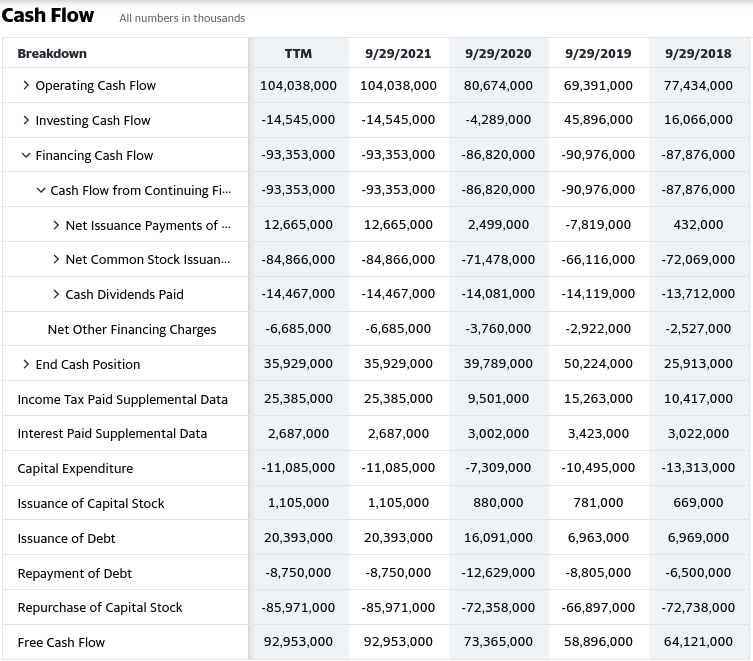 Cash Flow All numbers in thousands
Breakdown TTM 9/29/2021 9/29/2020 9/29/2019 9/29/2018
Operating Cash Flow 104,038,000 104,038,000 80,674,000 69,391,000 77,434,000
Investing Cash Flow -14,545,000 -14,545,000 -4,289,000 45,896,000 16,066,000
Financing Cash Flow -93,353,000 -93,353,000 -86,820,000 -90,976,000 -87,876,000
Cash Flow from Continuing Fi... -93,353,000 -93,353,000 -86,820,000 -90,976,000 -87,876,000
Net Issuance Payments of ... 12,665,000 12,665,000 2,499,000 -7,819,000 432,000
Net Common Stock Issuan... -84,866,000 -84,866,000 -71,478,000 -66,116,000 -72,069,000
Cash Dividends Paid -14,467,000 -14,467,000 -14,081,000 -14,119,000 -13,712,000
Net Other Financing Charges -6,685,000 -6,685,000 -3,760,000 -2,922,000 -2,527,000
End Cash Position 35,929,000 35,929,000 39,789,000 50,224,000 25,913,000
Income Tax Paid Supplemental Data 25,385,000 25,385,000 9,501,000 15,263,000 10,417,000
Interest Paid Supplemental Data 2,687,000 2,687,000 3,002,000 3,423,000 3,022,000
Capital Expenditure -11,085,000 -11,085,000 -7,309,000 -10,495,000 -13,313,000
Issuance of Capital Stock 1,105,000 1,105,000 880,000 781,000 669,000
Issuance of Debt 20,393,000 20,393,000 16,091,000 6,963,000 6,969,000
Repayment of Debt -8,750,000 -8,750,000 -12,629,000 -8,805,000 -6,500,000
Repurchase of Capital Stock -85,971,000 -85,971,000 -72,358,000 -66,897,000 -72,738,000
Free Cash Flow 92,953,000 92,953,000 73,365,000 58,896,000 64,121,000